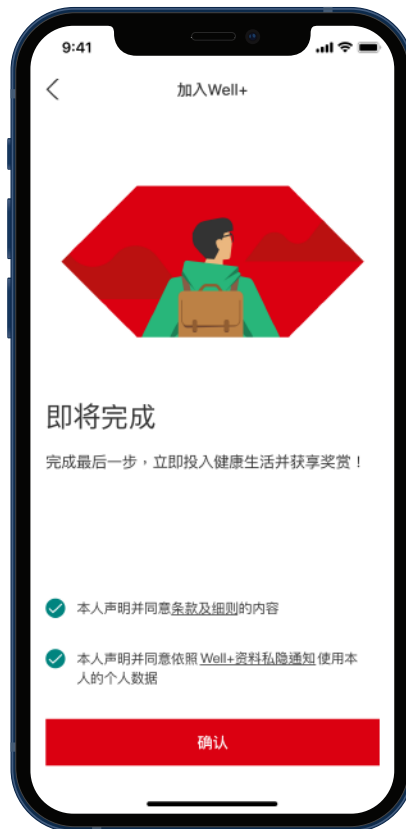 9:41
加入Well+
即将完成
完成最后一步，立即投入健康生活并获享奖赏！
本人声明并同意条款及细则的内容
本人声明并同意依照 Well+资料私隐通知 使用本
人的个人数据
确认